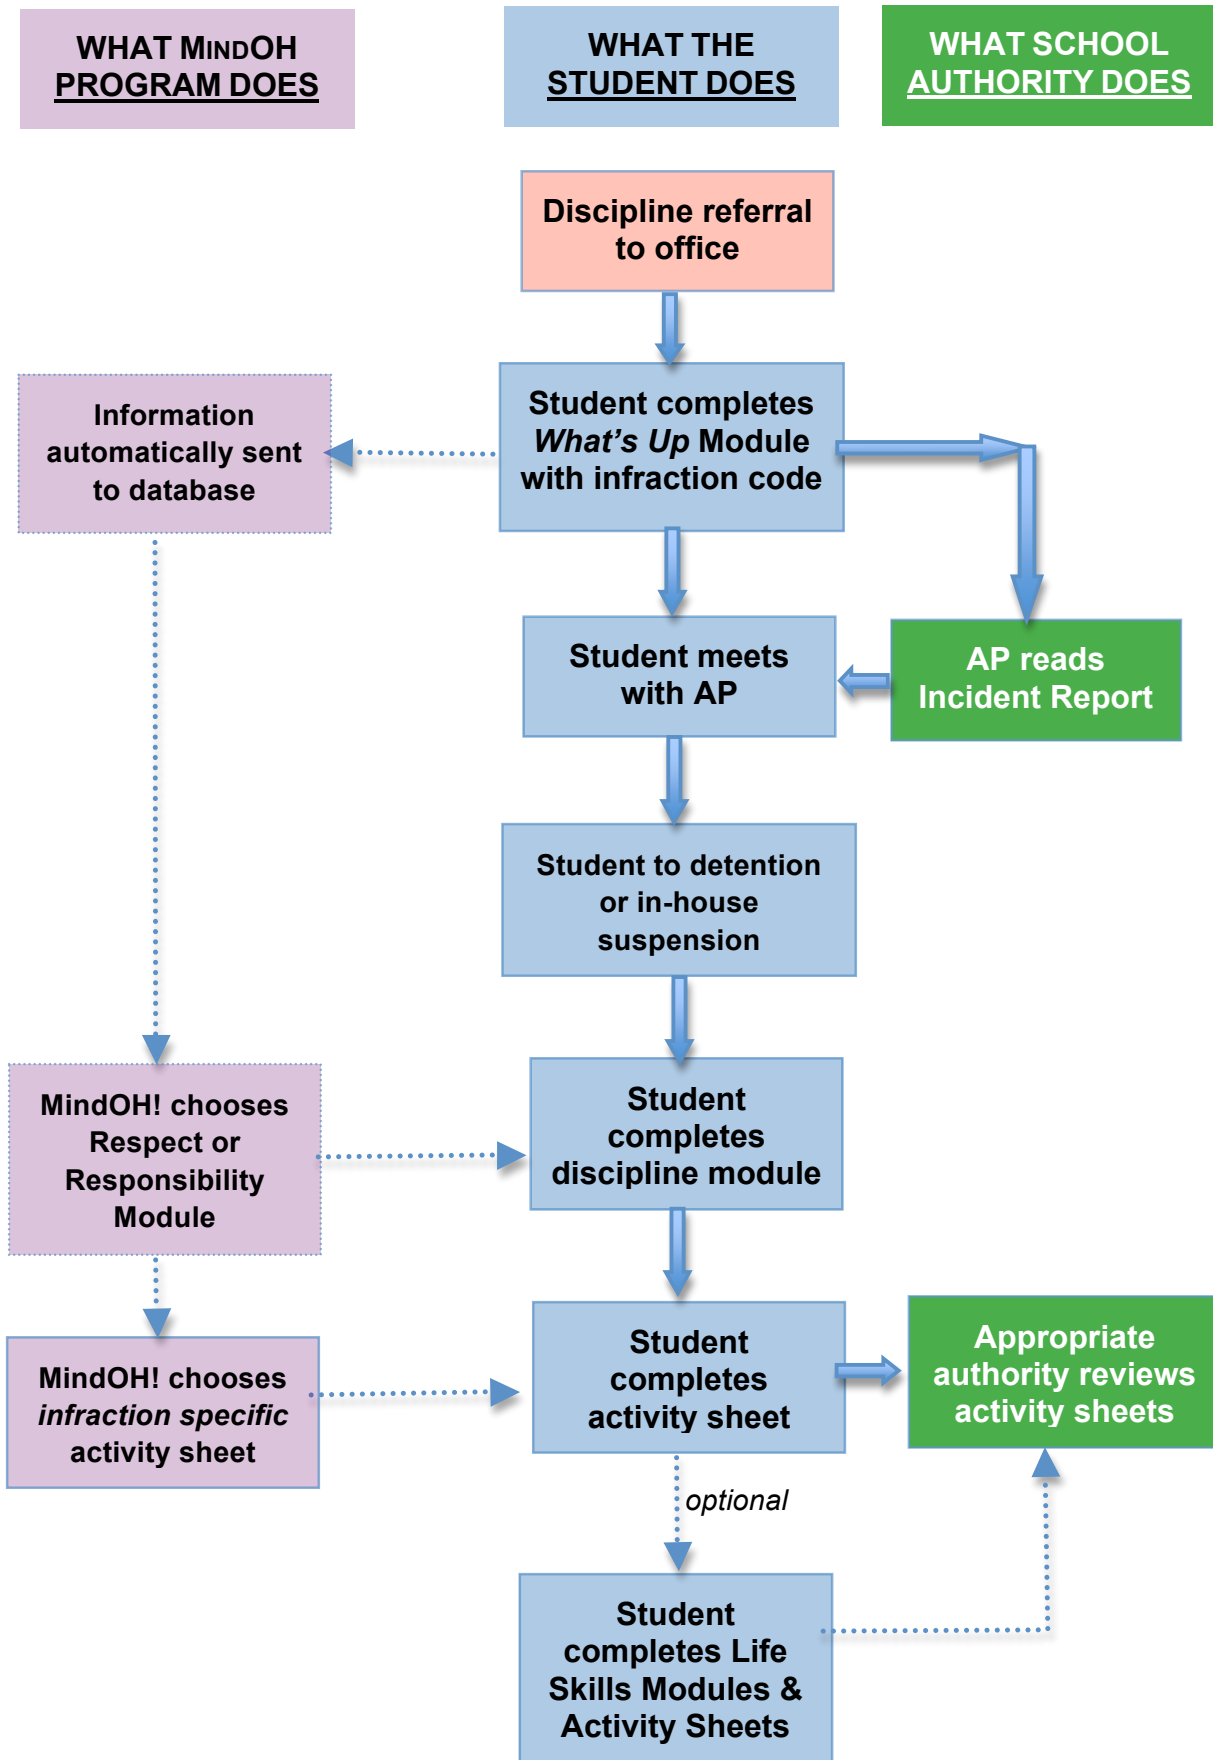 WHAT MINDOH
PROGRAM DOES
WHAT THE
STUDENT DOES
WHAT SCHOOL
AUTHORITY DOES
Discipline referral
to office
Information
automatically sent
to database
Student completes
What's Up Module
with infraction code
Student meets
with AP
AP reads
Incident Report
Student to detention
or in-house
suspension
MindOH! chooses
Respect or
Responsibility
Module
Student
completes
discipline module
MindOH! chooses
infraction specific
activity sheet
Student
completes
activity sheet
Appropriate
authority reviews
activity sheets
optional
Student
completes Life
Skills Modules &
Activity Sheets